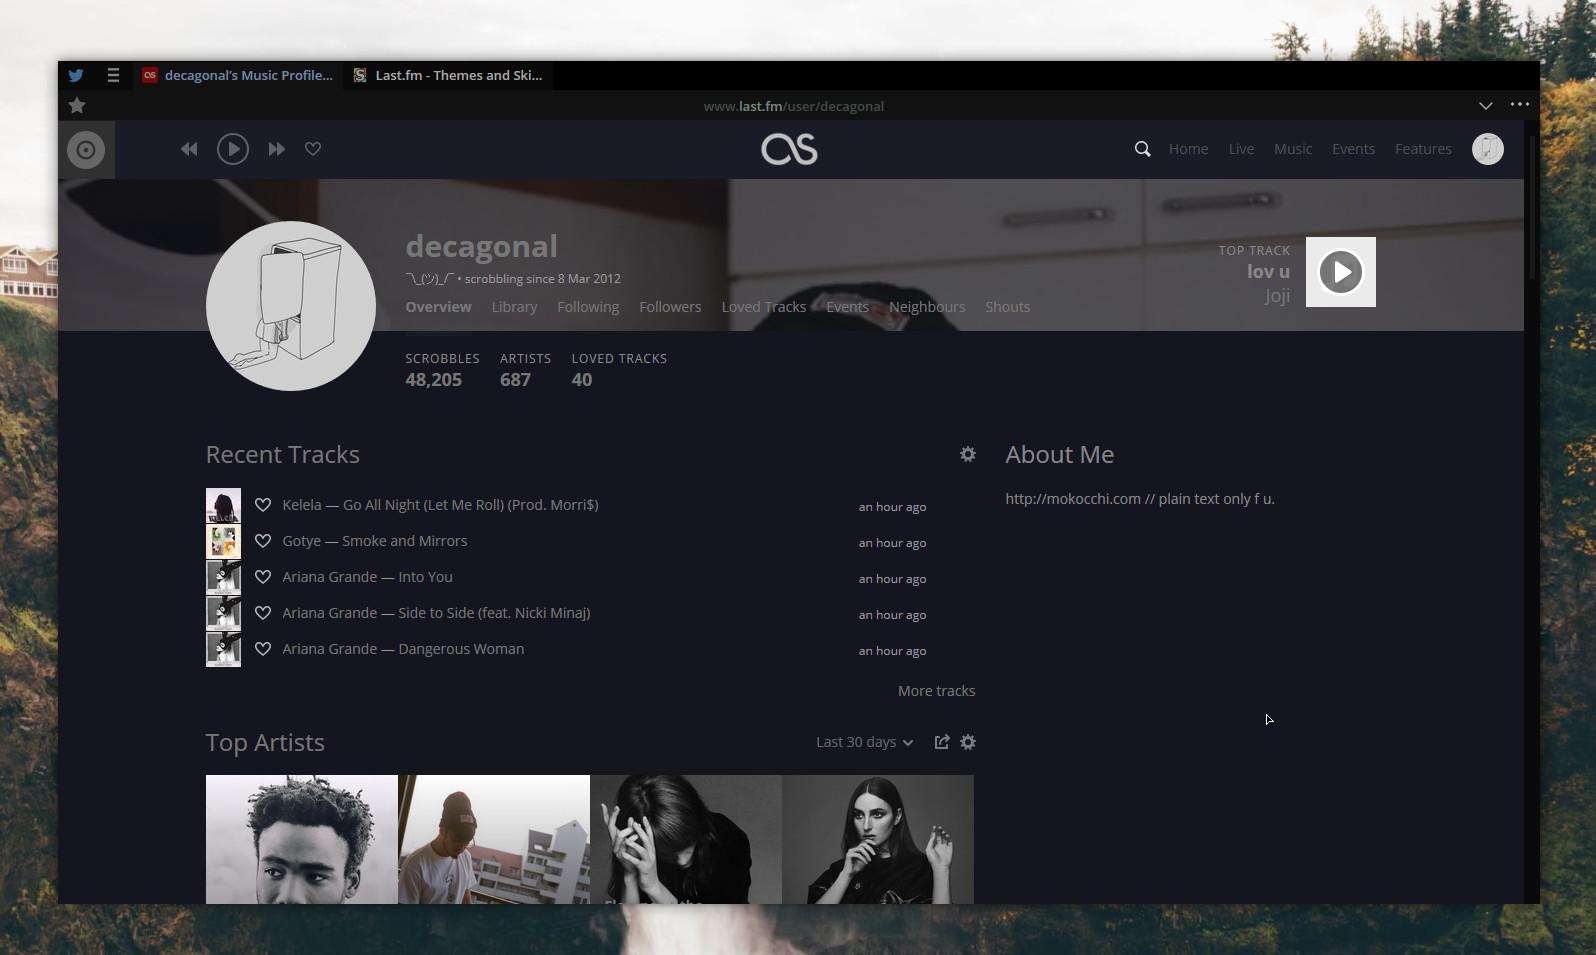 decagonal's Music Profile...
Last.fm - Themes and Ski...
www.last.fm/user/decagonal
Home Live Music Events Features
decagonal
¯\_(ツ)_/¯ • scrobbling since 8 Mar 2012
Overview Library Following Followers Loved Tracks Events Neighbours Shouts
TOP TRACK
lov u
Joji
SCROBBLES ARTISTS LOVED TRACKS
48,205 687 40
Recent Tracks
Kelela — Go All Night (Let Me Roll) (Prod. Morri$) an hour ago
Gotye — Smoke and Mirrors an hour ago
Ariana Grande — Into You an hour ago
Ariana Grande — Side to Side (feat. Nicki Minaj) an hour ago
Ariana Grande — Dangerous Woman an hour ago
More tracks
About Me
http://mokocchi.com // plain text only f u.
Top Artists
Last 30 days